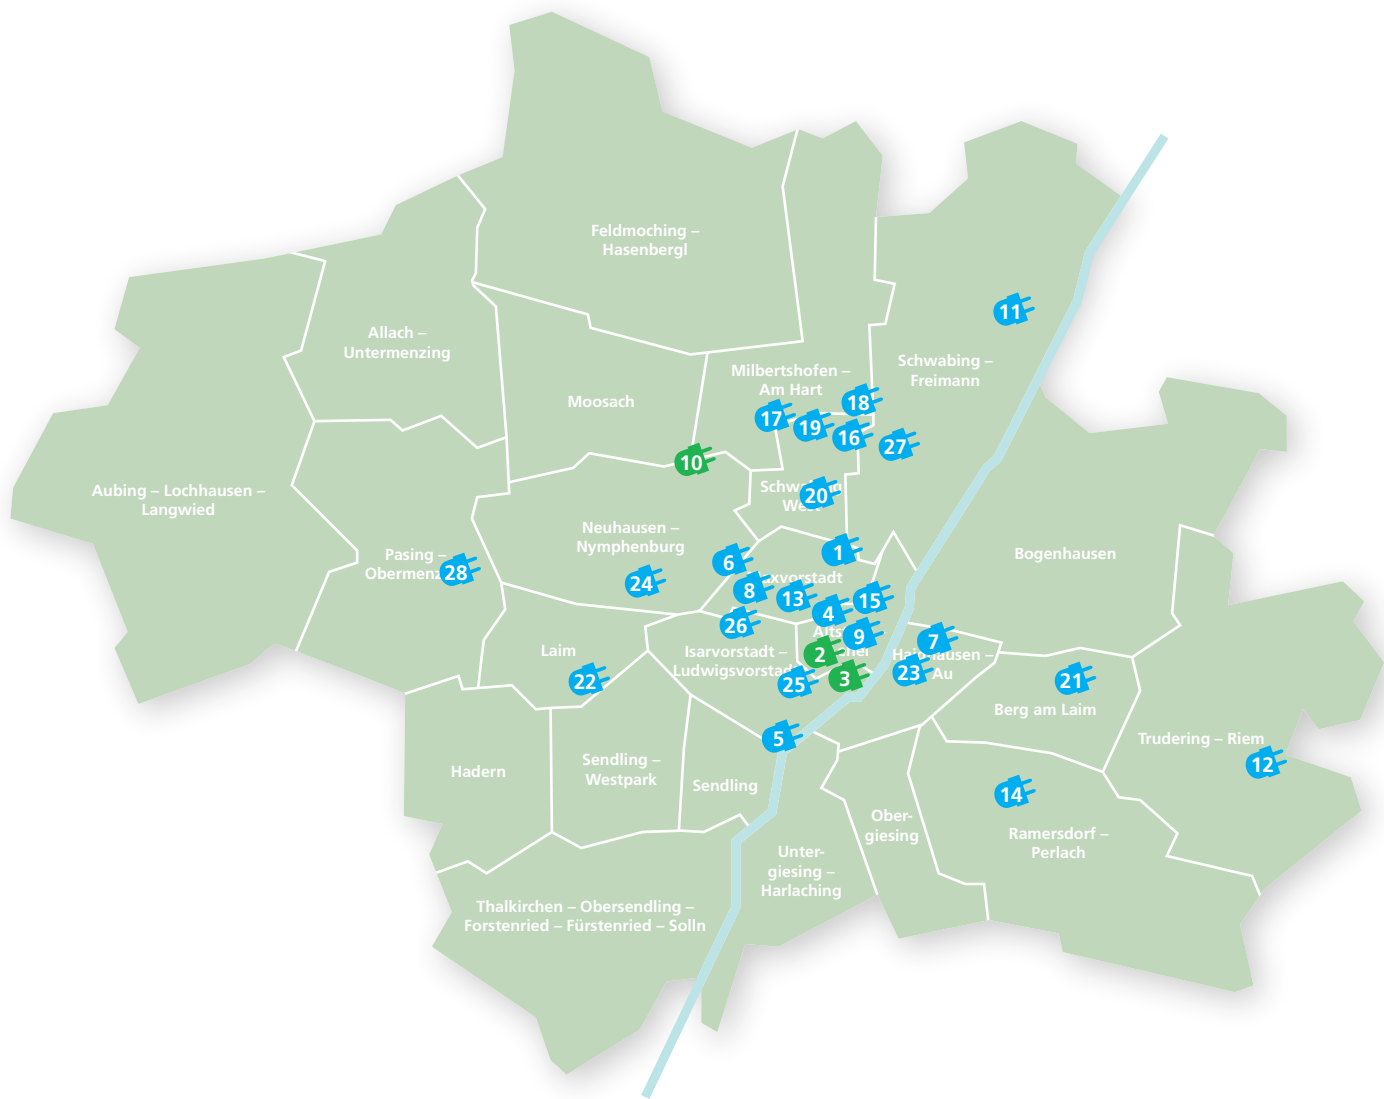 Feldmoching –
Hasenbergl
11
Allach –
Untermenzing
Schwabing –
Freimann
Milbertshofen –
Am Hart
Moosach
18
17
19
16
27
10
Aubing – Lochhausen –
Langwied
20
Neuhausen –
Nymphenburg
Pasing –
28
1
Bogenhausen
6
24
8
13
4
15
26
9
7
Laim
Isarvorstadt –
2
3
25
23
Au
22
21
Berg am Laim
5
Trudering – Riem
12
Hadern
Sendling –
Westpark
Sendling
14
Ober-
giesing
Ramersdorf –
Perlach
Unter-
giesing –
Harlaching
Thalkirchen – Obersendling –
Forstenried – Fürstenried – Solln